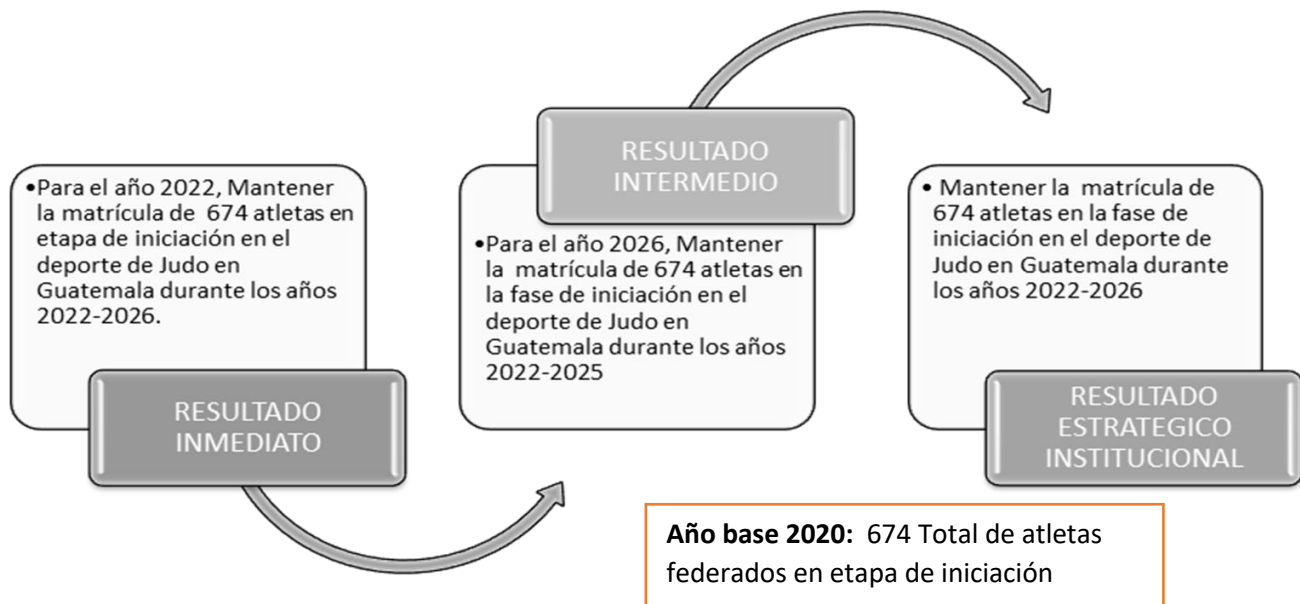 •Para el año 2022, Mantener
la matrícula de 674 atletas en
etapa de iniciación en el
deporte de Judo en
Guatemala durante los años
2022-2026.
RESULTADO
INMEDIATO
RESULTADO
INTERMEDIO
•Para el año 2026, Mantener
la matrícula de 674 atletas en
la fase de iniciación en el
deporte de Judo en
Guatemala durante los años
2022-2025
• Mantener la matrícula de
674 atletas en la fase de
iniciación en el deporte de
Judo en Guatemala durante
los años 2022-2026
RESULTADO
ESTRATEGICO
INSTITUCIONAL
Año base 2020: 674 Total de atletas
federados en etapa de iniciación